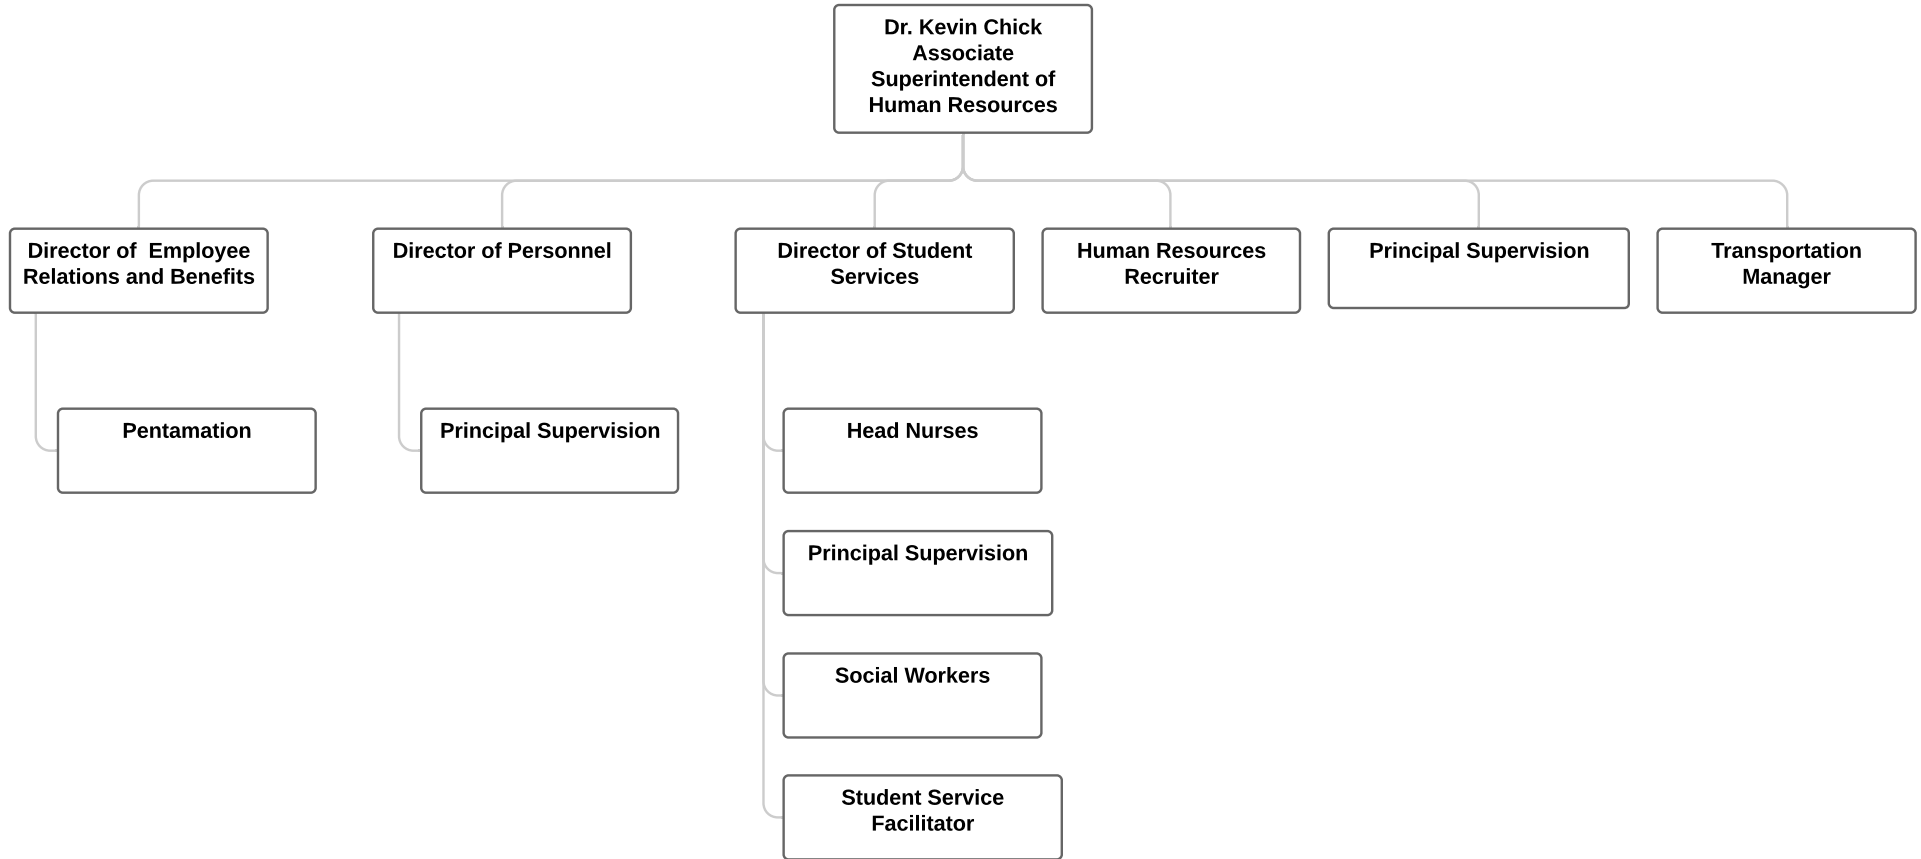 Dr. Kevin Chick
Associate
Superintendent of
Human Resources
Director of  Employee
Relations and Benefits
Director of Personnel
Director of Student
Services
Human Resources
Recruiter
Principal Supervision
Transportation
Manager
Pentamation
Principal Supervision
Head Nurses
Principal Supervision
Social Workers
Student Service
Facilitator